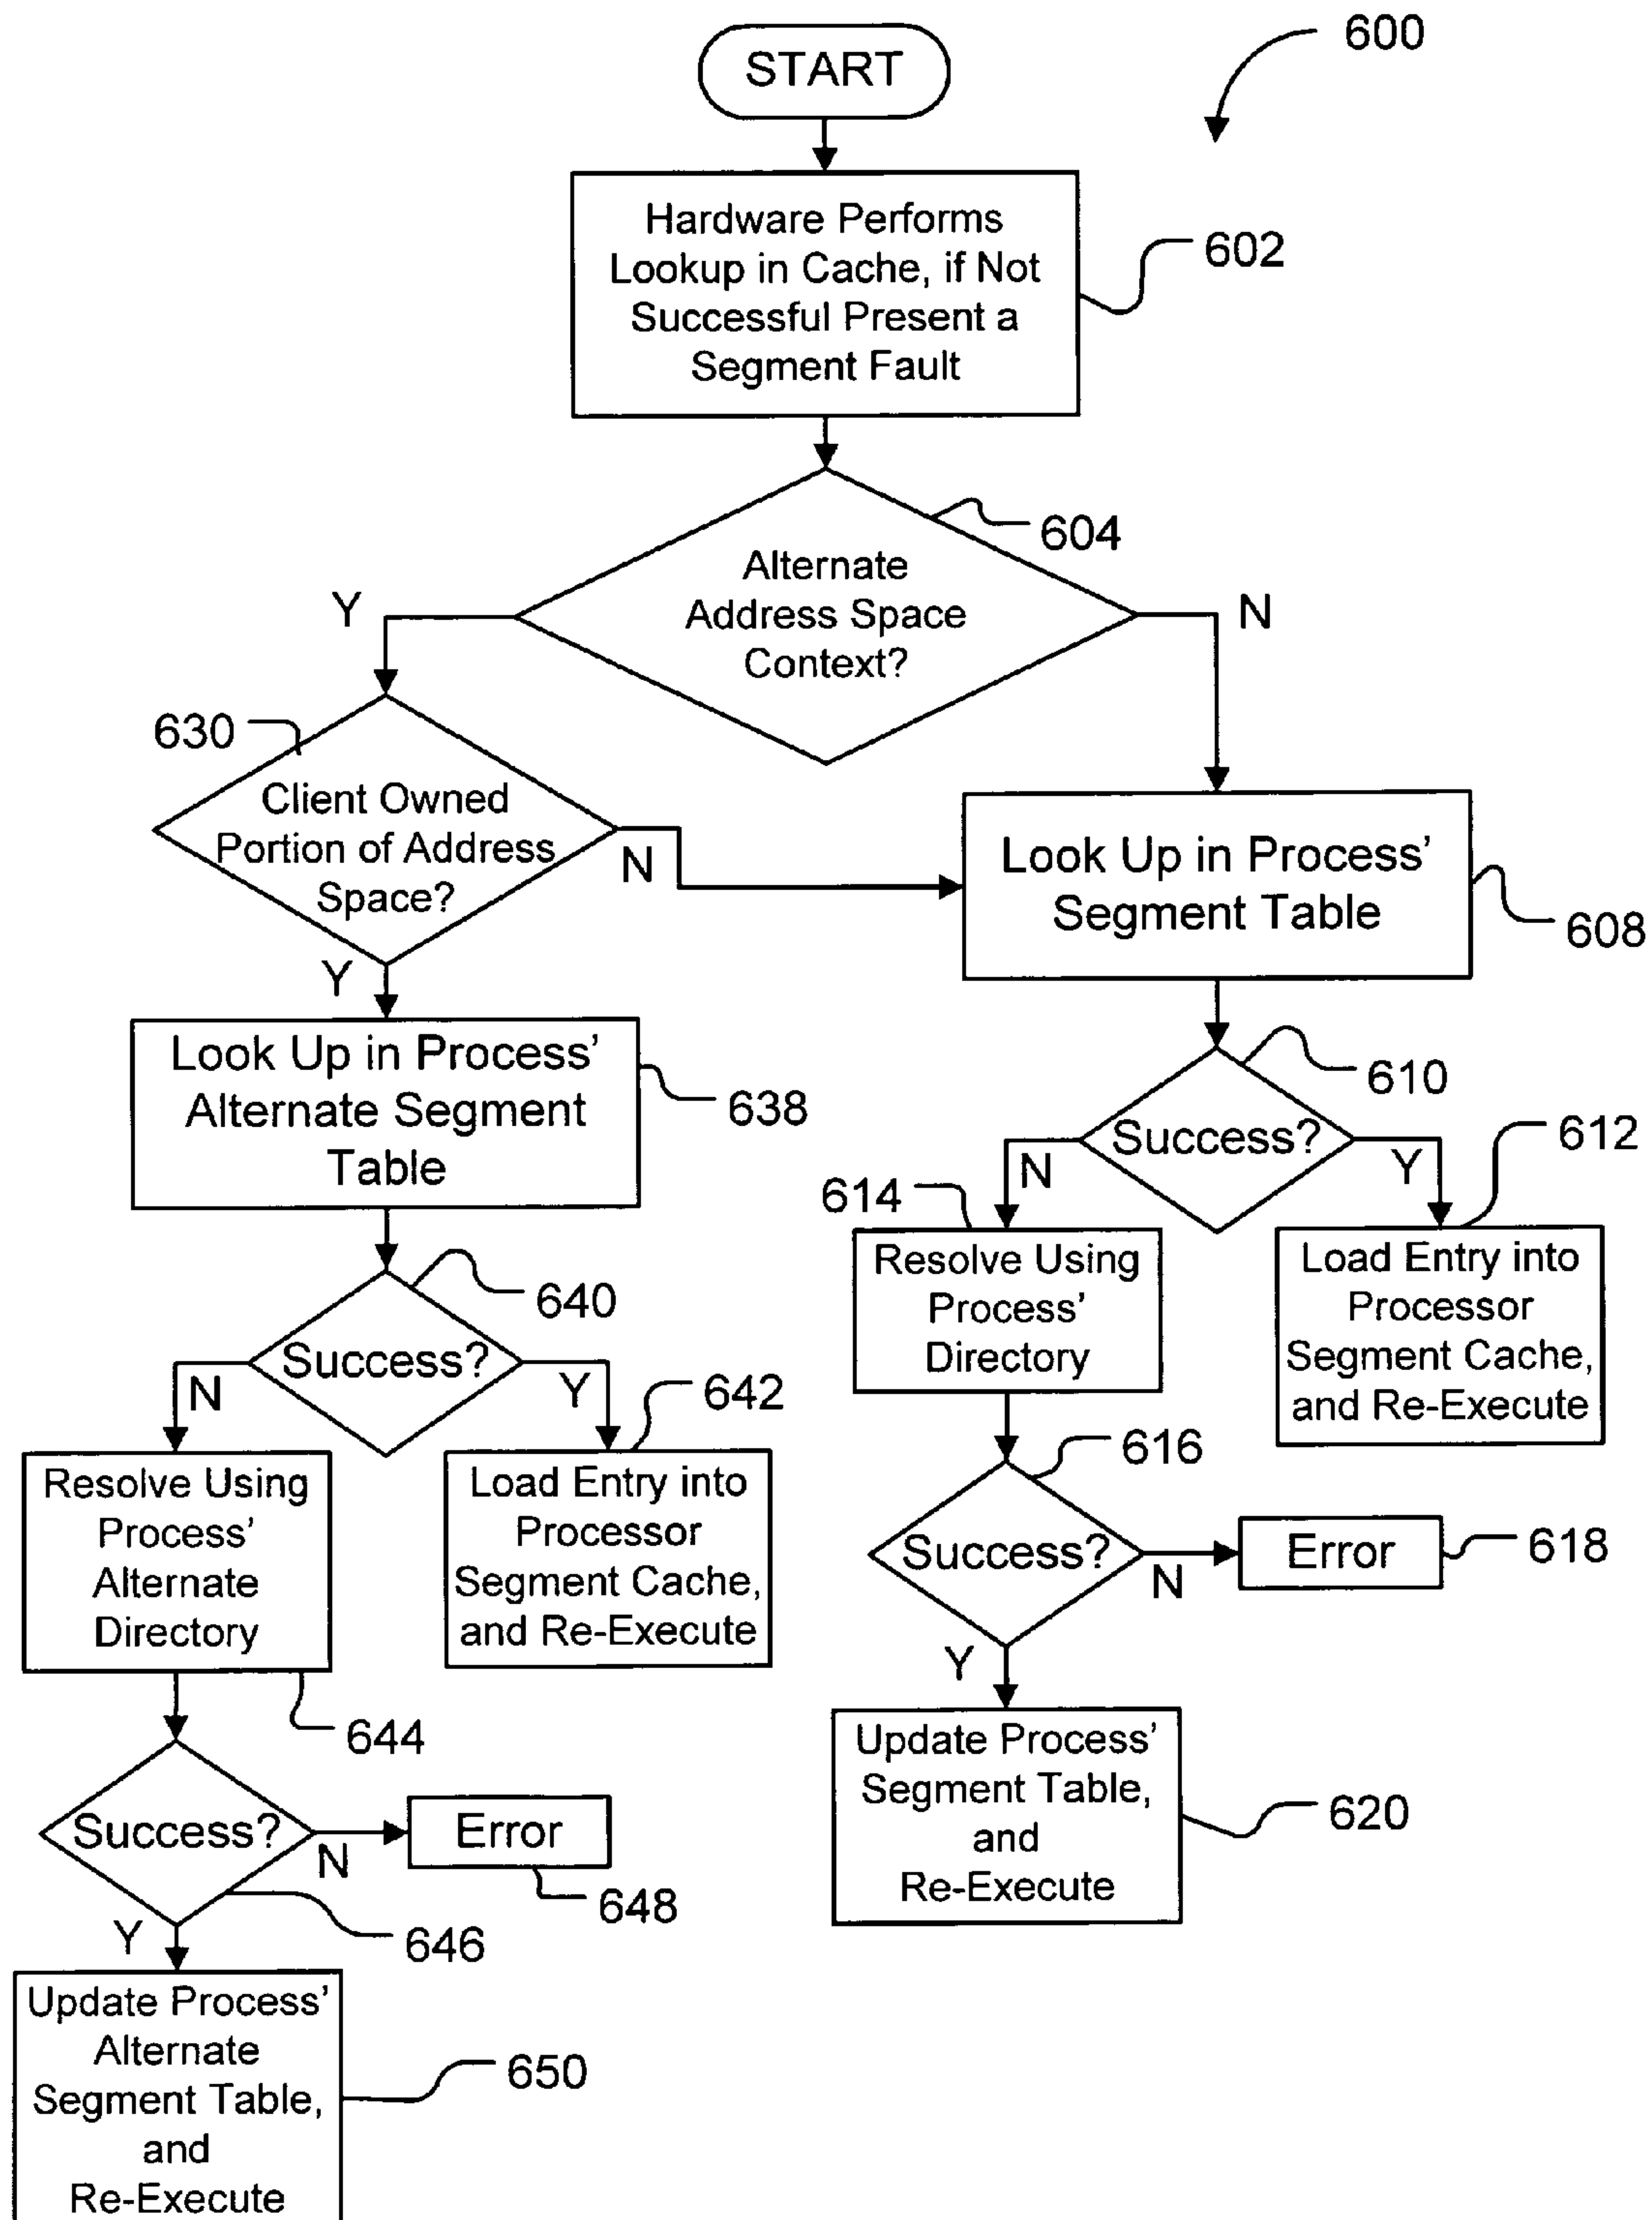 START
600
Hardware Performs
Lookup in Cache, if Not
Successful Present a
Segment Fault
602
604
Alternate
Address Space
Context?
Y
N
630
Client Owned
Portion of Address
Space?
N
Y
Look Up in Process'
Segment Table
608
Look Up in Process'
Alternate Segment
Table
638
610
Success?
N
Y
612
614
Resolve Using
Process'
Directory
Load Entry into
Processor
Segment Cache,
and Re-Execute
640
Success?
N
Y
642
Resolve Using
Process'
Alternate
Directory
644
Load Entry into
Processor
Segment Cache,
and Re-Execute
616
Success?
N
Error
618
Y
Update Process'
Segment Table,
and
Re-Execute
620
Success?
N
Error
648
646
Y
Update Process'
Alternate
Segment Table,
and
Re-Execute
650